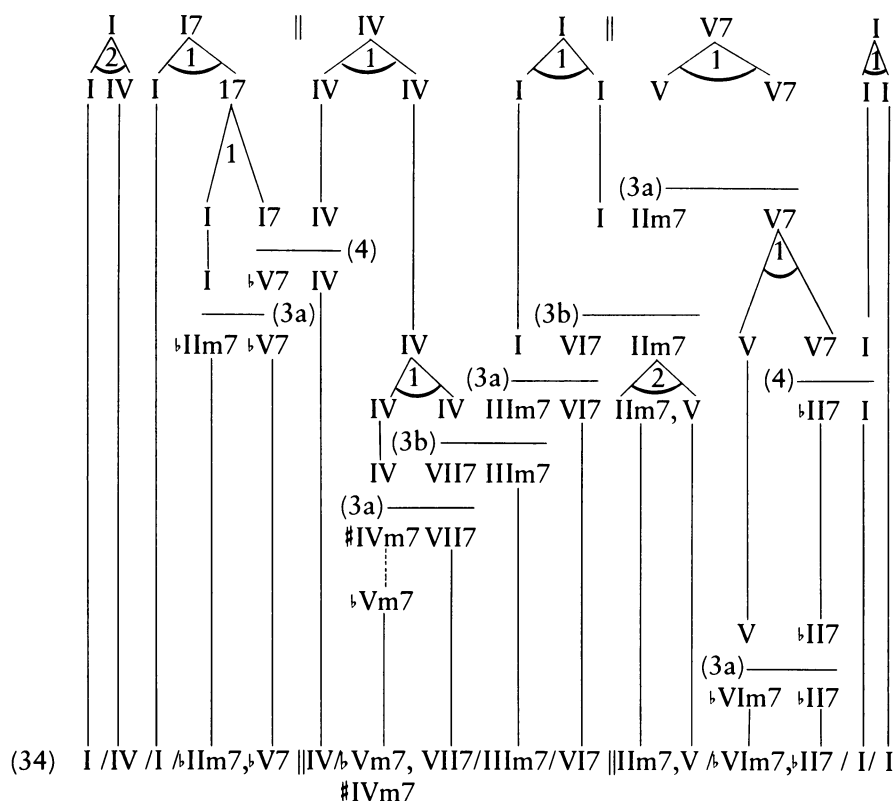 I I7 || IV I || V7 I
2 1 1 1 1 1
I IV I 17 IV IV I I V V7 I I
1
(3a)
I I7 IV I IIm7 V7
(4) 1
I ♭V7 IV
(3a) (3b)
♭IIm7 ♭V7 IV I VI7 IIm7 V V7 I
1 (3a) 2 (4)
IV IV IIIm7 VI7 IIm7, V ♭II7 I
(3b)
IV VII7 IIIm7
(3a)
♯IVm7 VII7
♭Vm7
V ♭II7
(3a)
♭VIm7 ♭II7
(34) I /IV /I /♭IIm7,♭V7 ||IV/♭Vm7, VII7/IIIm7/VI7 ||IIm7,V /♭VIm7,♭II7 / I/ I
♯IVm7